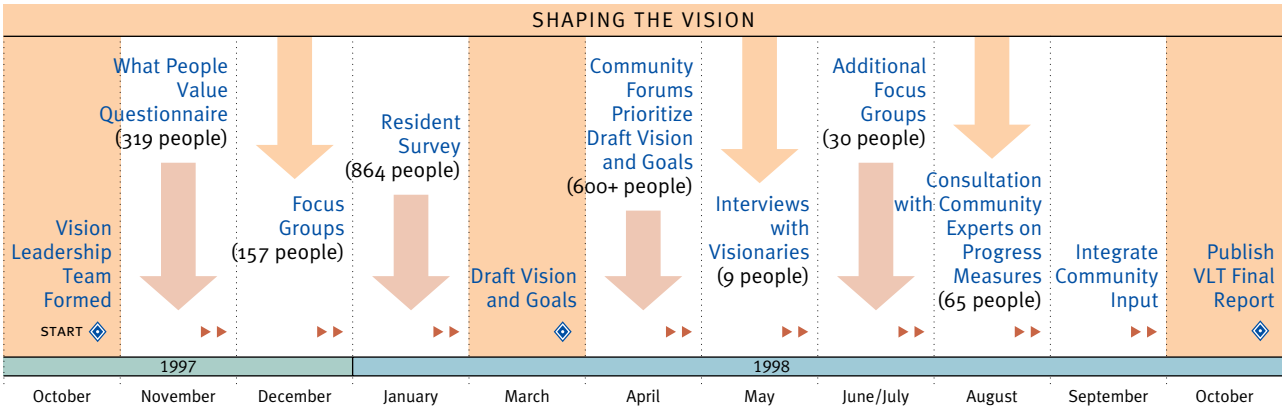 SHAPING THE VISION
Vision
Leadership
Team
Formed
START
What People
Value
Questionnaire
(319 people)
Focus
Groups
(157 people)
Resident
Survey
(864 people)
Draft Vision
and Goals
Community
Forums
Prioritize
Draft Vision
and Goals
(600+ people)
Interviews
with
Visionaries
(9 people)
Additional
Focus
Groups
(30 people)
Consultation
with Community
Experts on
Progress
Measures
(65 people)
Integrate
Community
Input
Publish
VLT Final
Report
1997
1998
October
November
December
January
March
April
May
June/July
August
September
October